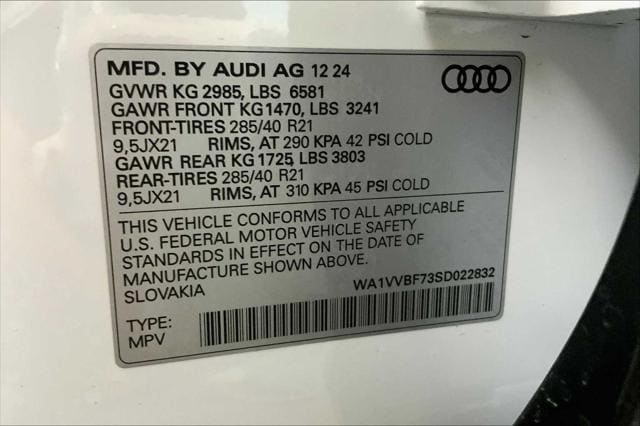 MFD. BY AUDI AG 12 24
GVWR KG 2985, LBS 6581
GAWR FRONT KG1470, LBS 3241
FRONT-TIRES 285/40 R21
9,5JX21 RIMS, AT 290 KPA 42 PSI COLD
GAWR REAR KG 1725, LBS 3803
REAR-TIRES 285/40 R21
9,5JX21 RIMS, AT 310 KPA 45 PSI COLD
THIS VEHICLE CONFORMS TO ALL APPLICABLE
U.S. FEDERAL MOTOR VEHICLE SAFETY
STANDARDS IN EFFECT ON THE DATE OF
MANUFACTURE SHOWN ABOVE.
SLOVAKIA
WA1VVBF73SD022832
TYPE:
MPV